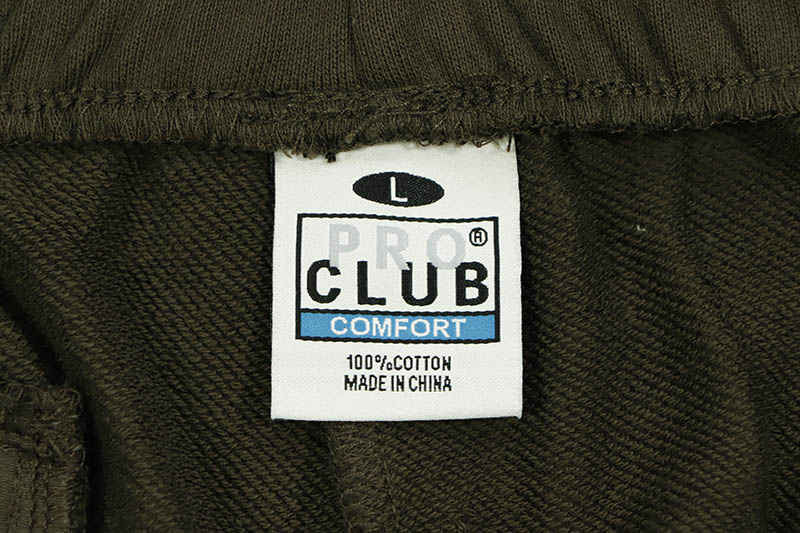 L
PRO®
CLUB
COMFORT
100%COTTON
MADE IN CHINA